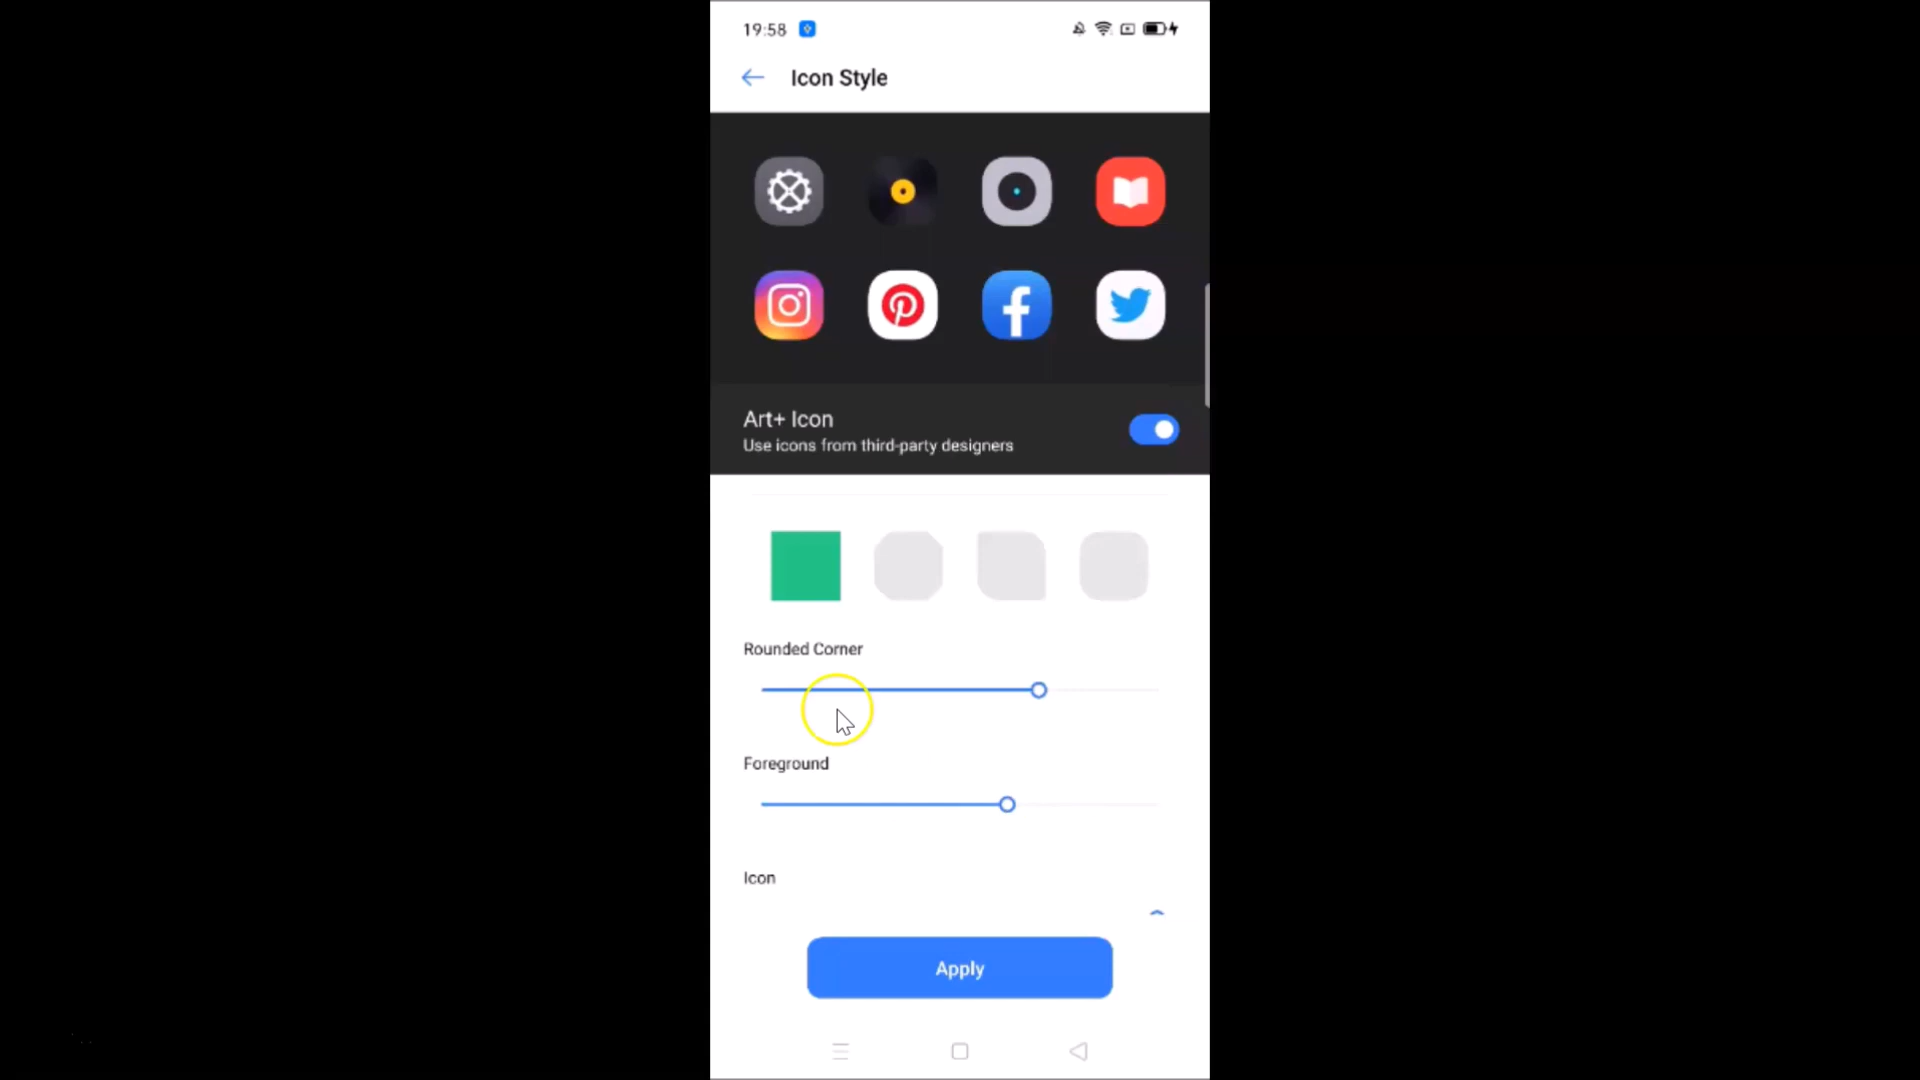 19:58
Icon Style
Art+ Icon
Use icons from third-party designers
Rounded Corner
Foreground
Icon
Apply